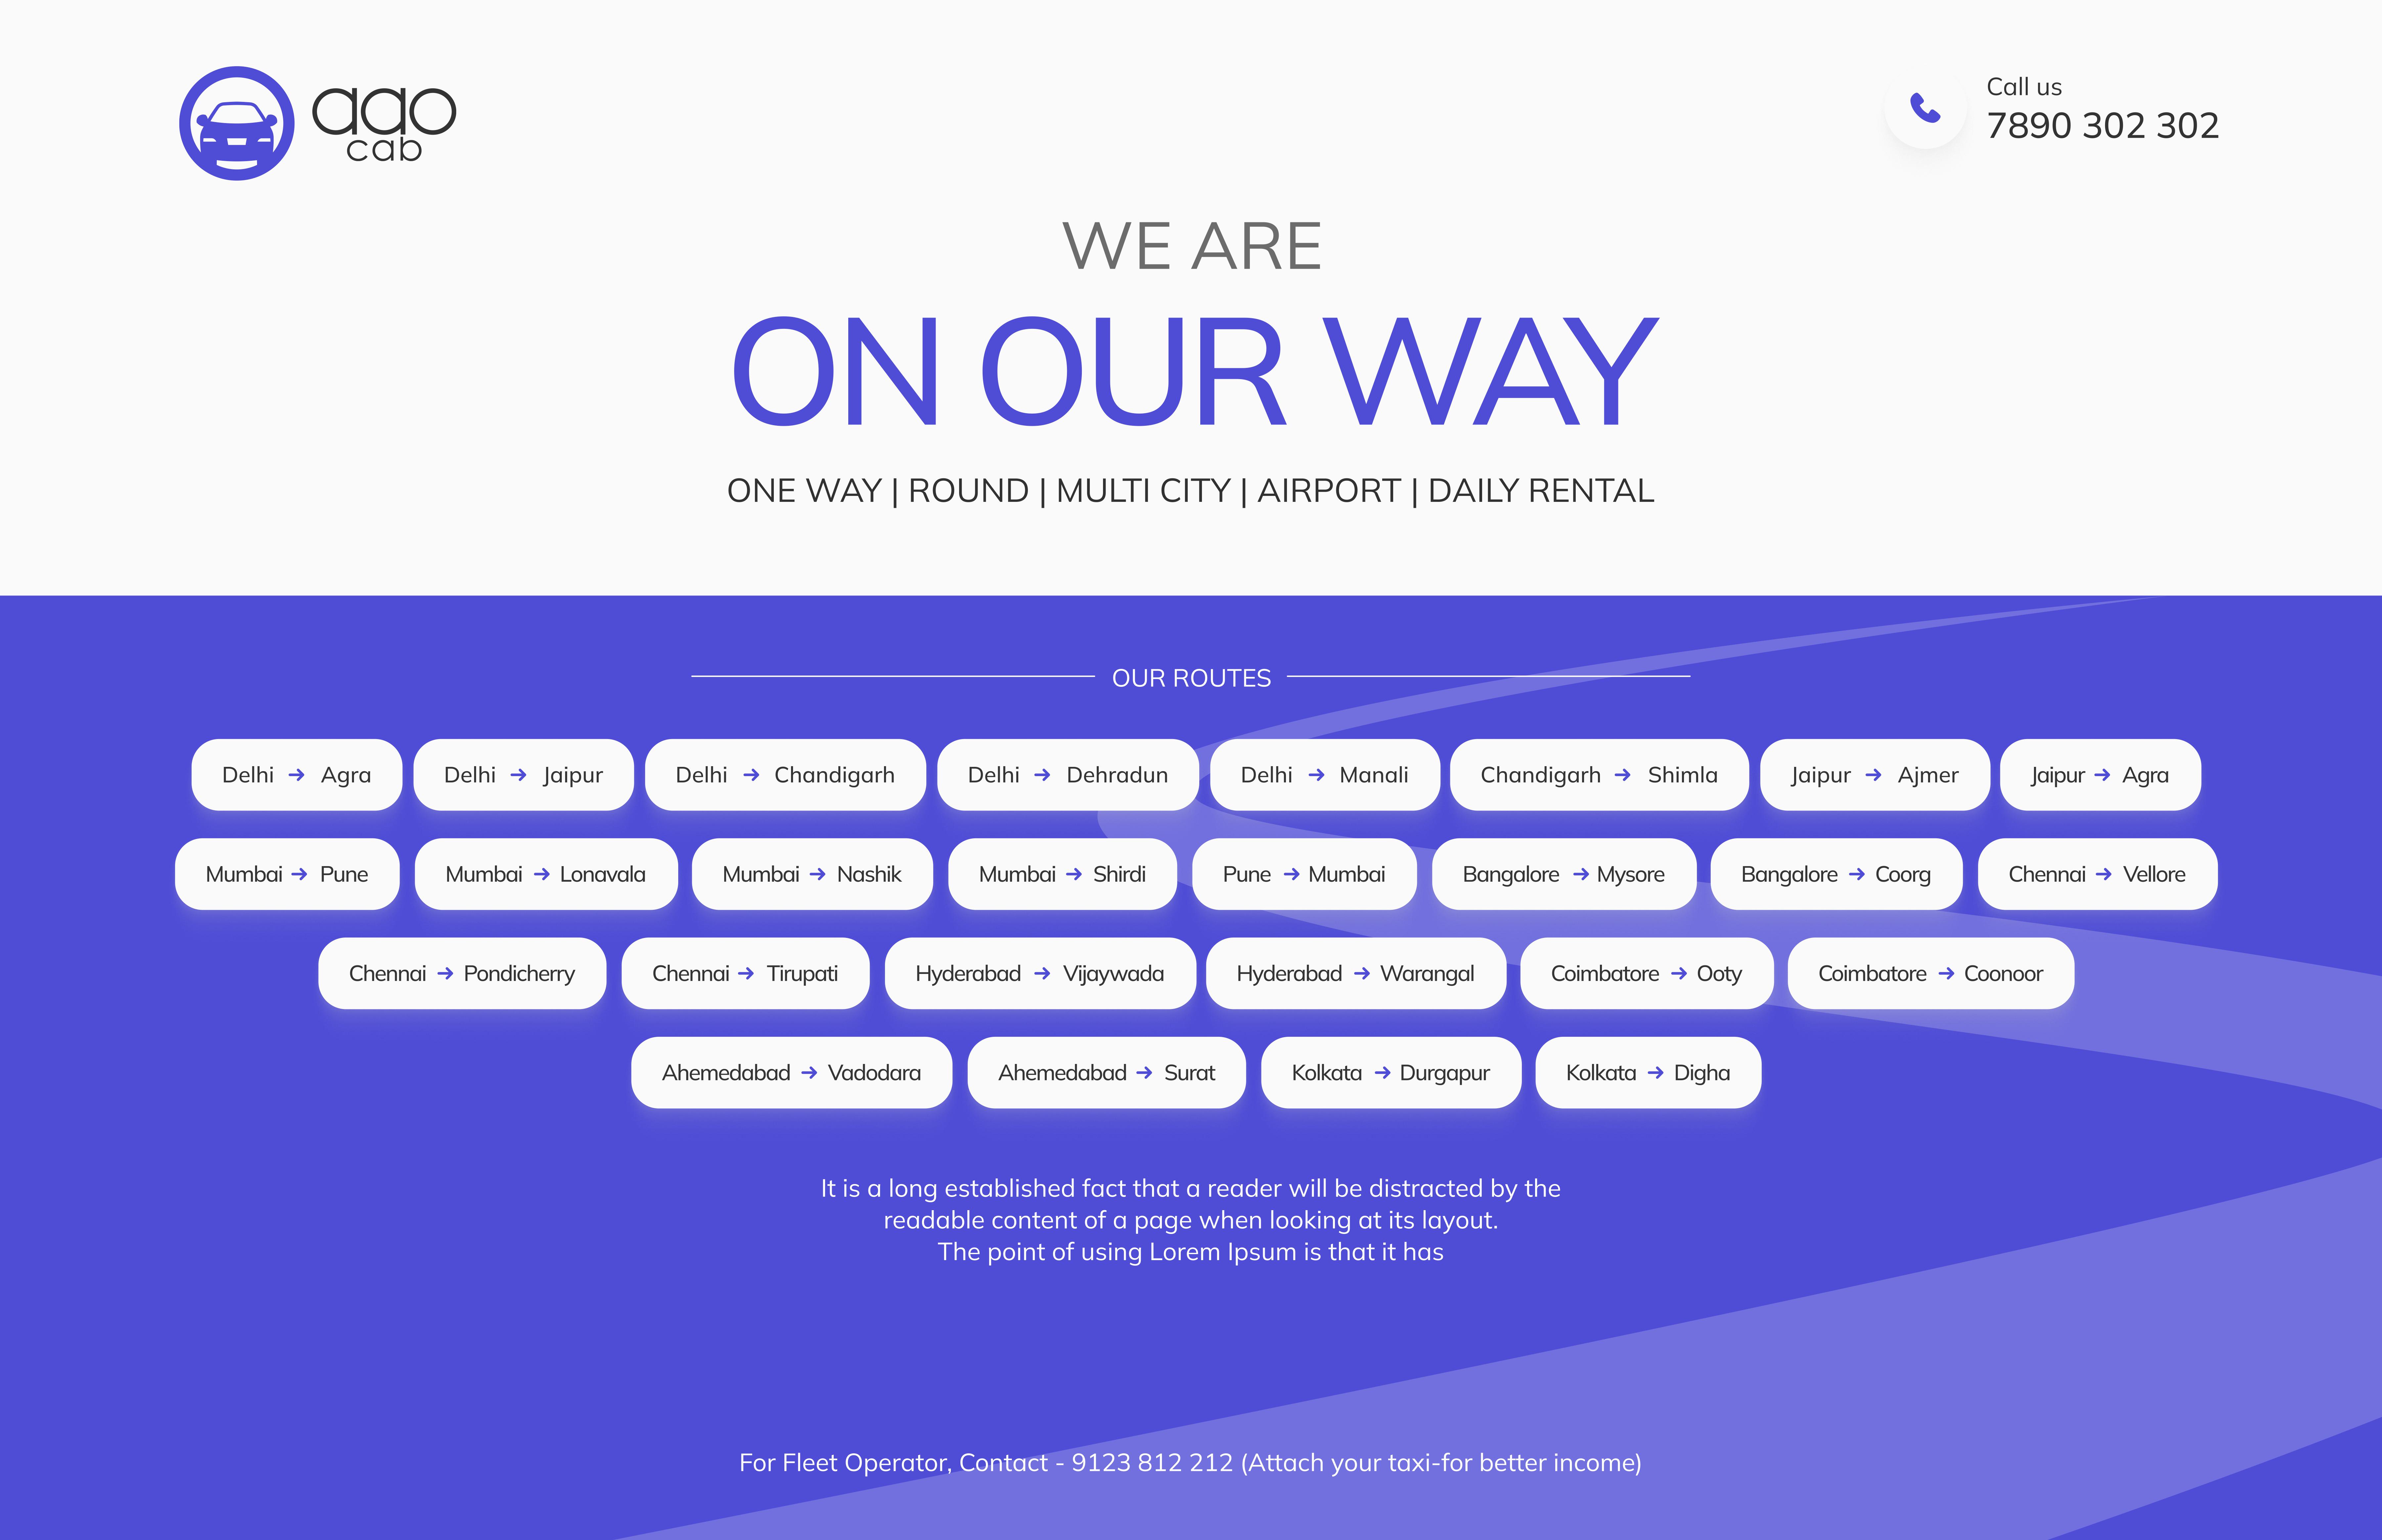 aao
cab
Call us
7890 302 302
WE ARE
ON OUR WAY
ONE WAY | ROUND | MULTI CITY | AIRPORT | DAILY RENTAL
OUR ROUTES
Delhi → Agra Delhi → Jaipur Delhi → Chandigarh Delhi → Dehradun Delhi → Manali Chandigarh → Shimla Jaipur → Ajmer Jaipur → Agra
Mumbai → Pune Mumbai → Lonavala Mumbai → Nashik Mumbai → Shirdi Pune → Mumbai Bangalore → Mysore Bangalore → Coorg Chennai → Vellore
Chennai → Pondicherry Chennai → Tirupati Hyderabad → Vijaywada Hyderabad → Warangal Coimbatore → Ooty Coimbatore → Coonoor
Ahemedabad → Vadodara Ahemedabad → Surat Kolkata → Durgapur Kolkata → Digha
It is a long established fact that a reader will be distracted by the
readable content of a page when looking at its layout.
The point of using Lorem Ipsum is that it has
For Fleet Operator, Contact - 9123 812 212 (Attach your taxi-for better income)